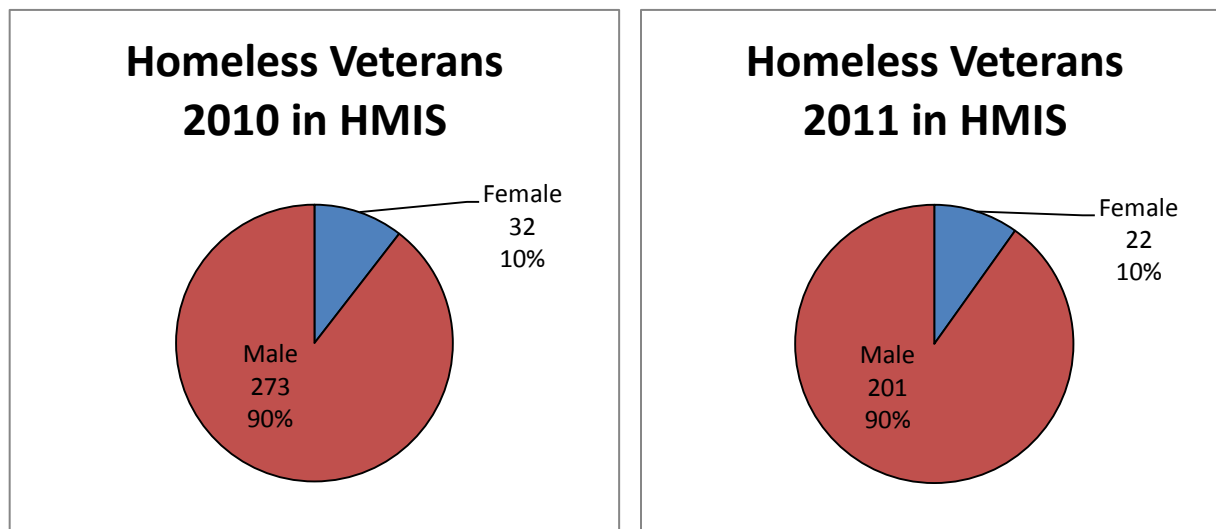 Homeless Veterans
2010 in HMIS
Female
32
10%
Male
273
90%
Homeless Veterans
2011 in HMIS
Female
22
10%
Male
201
90%